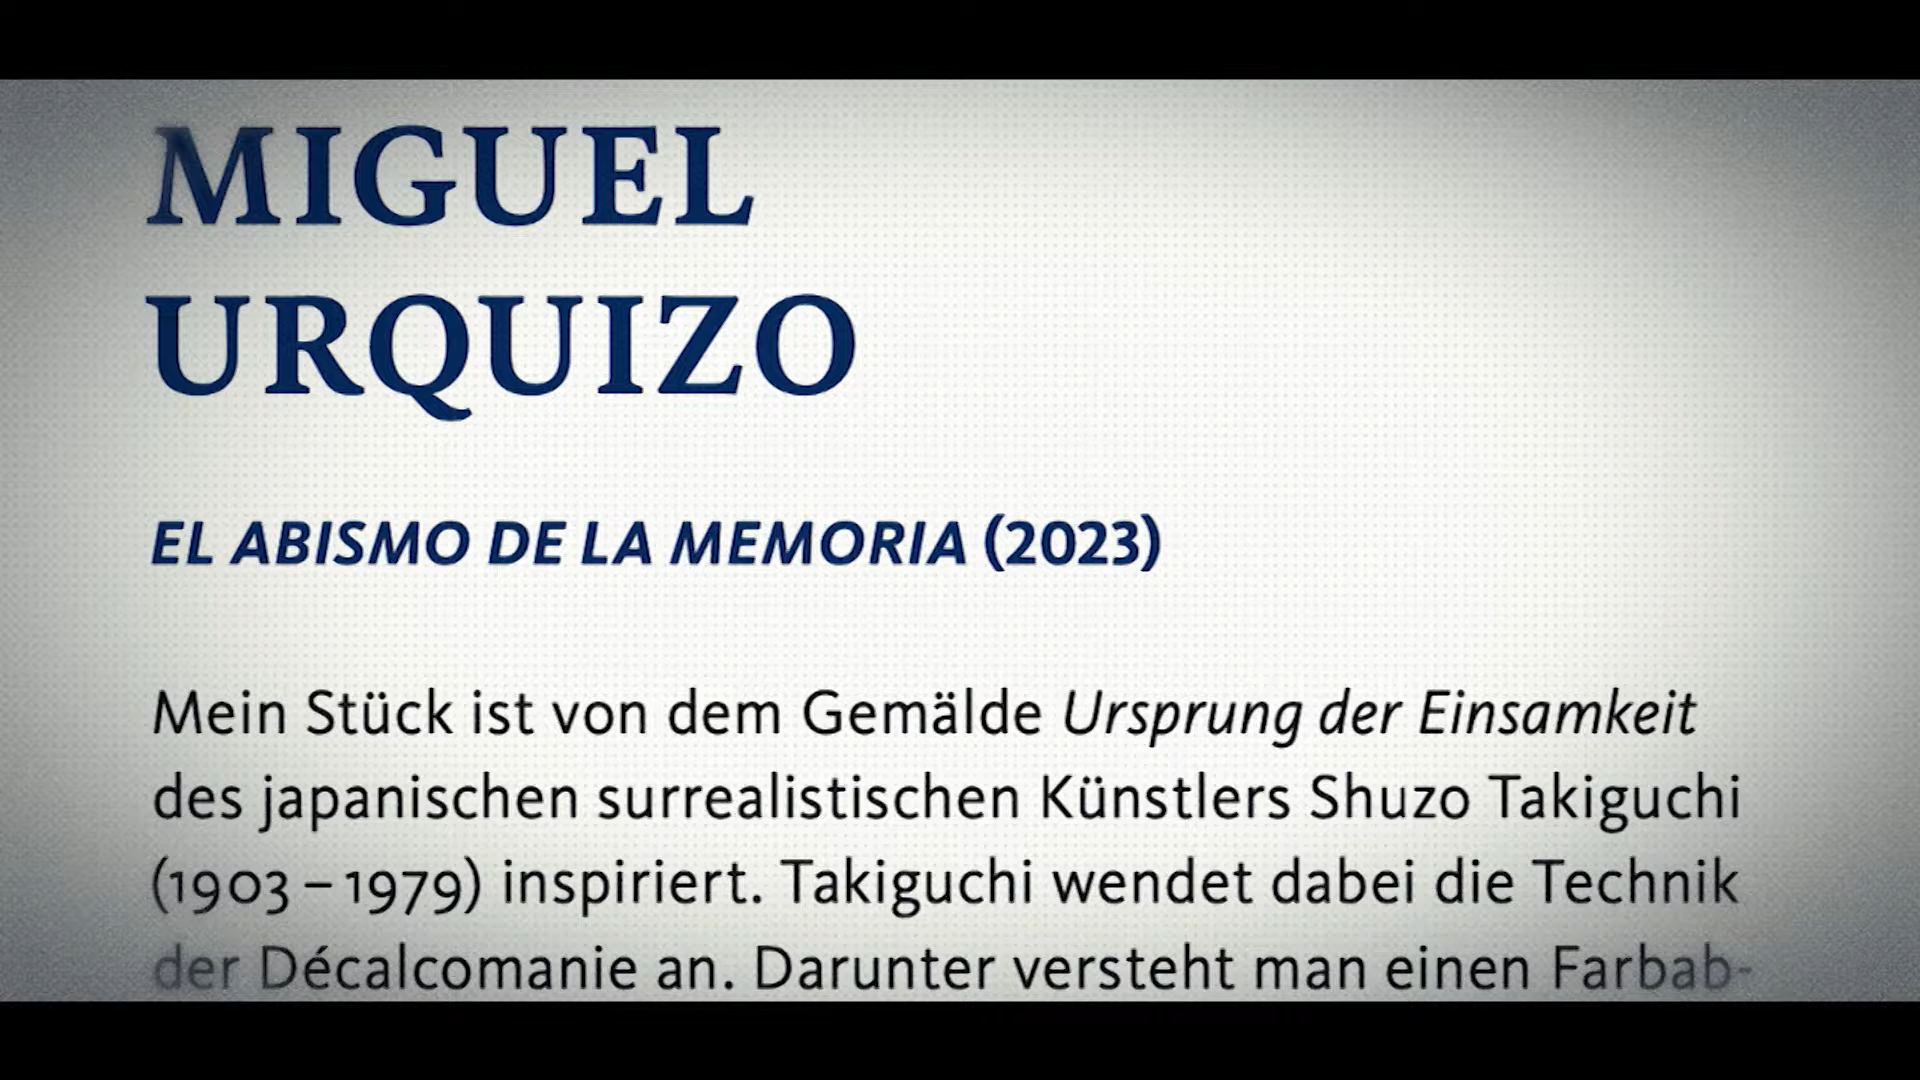 MIGUEL
URQUIZO
EL ABISMO DE LA MEMORIA (2023)
Mein Stück ist von dem Gemälde Ursprung der Einsamkeit
des japanischen surrealistischen Künstlers Shuzo Takiguchi
(1903 – 1979) inspiriert. Takiguchi wendet dabei die Technik
der Décalcomanie an. Darunter versteht man einen Farbab-